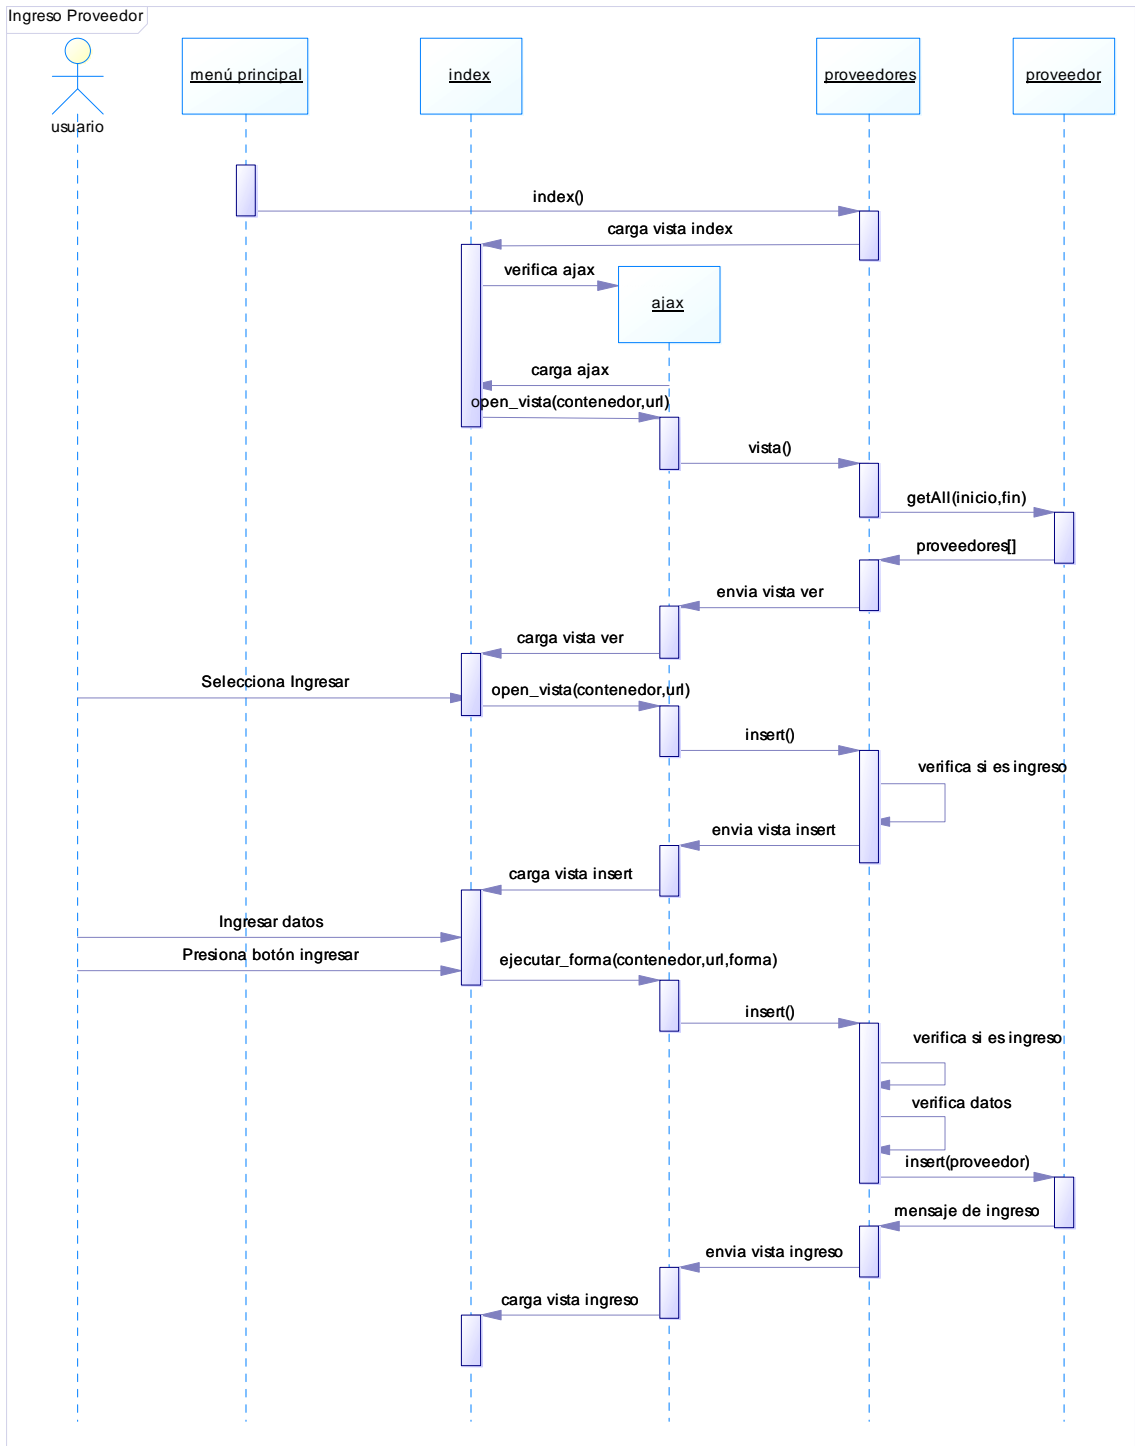 Ingreso Proveedor
usuario
menú principal
index
proveedores
proveedor
index()
carga vista index
verifica ajax
ajax
carga ajax
open_vista(contenedor,url)
vista()
getAll(inicio,fin)
proveedores[]
envia vista ver
carga vista ver
Selecciona Ingresar
open_vista(contenedor,url)
insert()
verifica si es ingreso
envia vista insert
carga vista insert
Ingresar datos
Presiona botón ingresar
ejecutar_forma(contenedor,url,forma)
insert()
verifica si es ingreso
verifica datos
insert(proveedor)
mensaje de ingreso
envia vista ingreso
carga vista ingreso